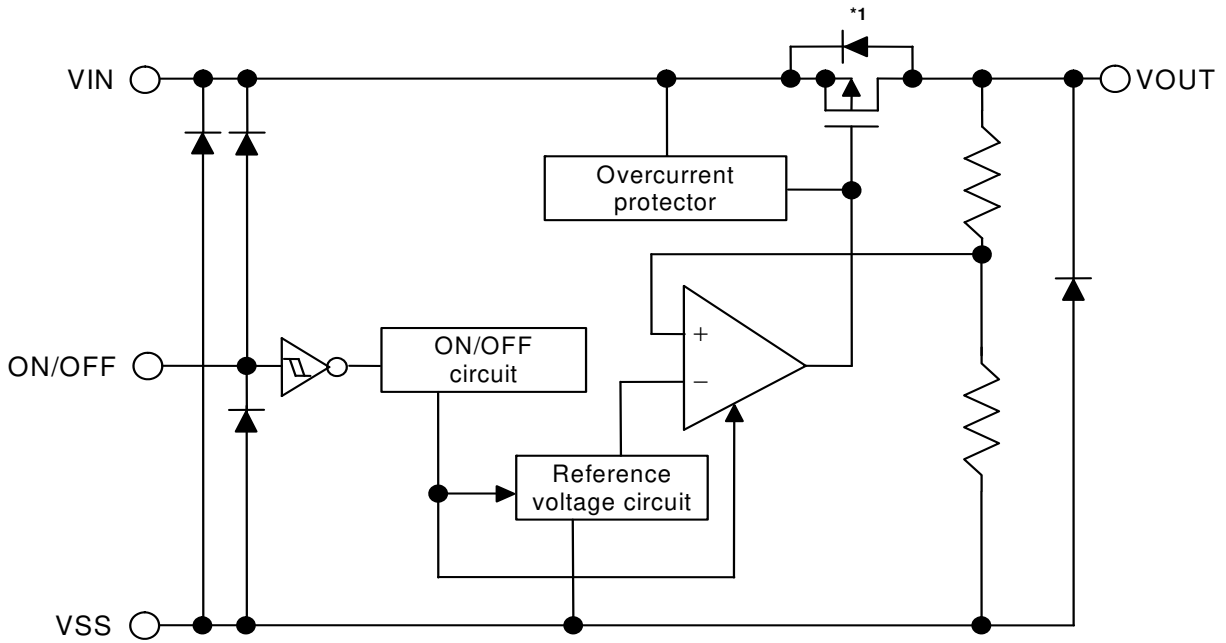 *1
VIN
VOUT
Overcurrent
protector
+
−
ON/OFF
ON/OFF
circuit
Reference
voltage circuit
VSS